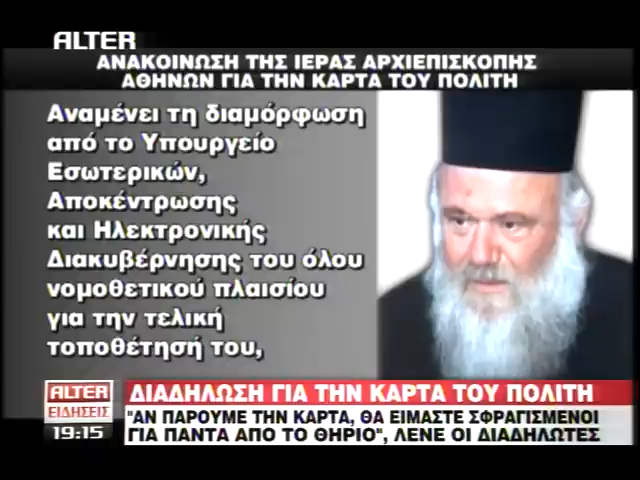 ALTER
ΑΝΑΚΟΙΝΩΣΗ ΤΗΣ ΙΕΡΑΣ ΑΡΧΙΕΠΙΣΚΟΠΗΣ
ΑΘΗΝΩΝ ΓΙΑ ΤΗΝ ΚΑΡΤΑ ΤΟΥ ΠΟΛΙΤΗ
Αναμένει τη διαμόρφωση
από το Υπουργείο
Εσωτερικών,
Αποκέντρωσης
και Ηλεκτρονικής
Διακυβέρνησης του όλου
νομοθετικού πλαισίου
για την τελική
τοποθέτησή του,
ALTER
ΕΙΔΗΣΕΙΣ
19:15
ΔΙΑΔΗΛΩΣΗ ΓΙΑ ΤΗΝ ΚΑΡΤΑ ΤΟΥ ΠΟΛΙΤΗ
"ΑΝ ΠΑΡΟΥΜΕ ΤΗΝ ΚΑΡΤΑ, ΘΑ ΕΙΜΑΣΤΕ ΣΦΡΑΓΙΣΜΕΝΟΙ
ΓΙΑ ΠΑΝΤΑ ΑΠΟ ΤΟ ΘΗΡΙΟ", ΛΕΝΕ ΟΙ ΔΙΑΔΗΛΩΤΕΣ